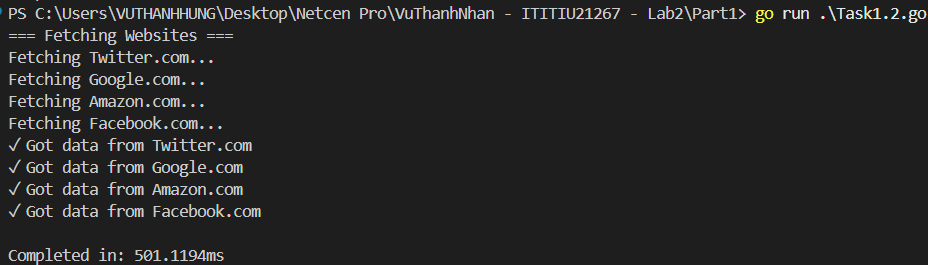 PS C:\Users\VUTHANHHUNG\Desktop\Netcen Pro\VuThanhNhan - ITITIU21267 - Lab2\Part1> go run .\Task1.2.go
=== Fetching Websites ===
Fetching Twitter.com...
Fetching Google.com...
Fetching Amazon.com...
Fetching Facebook.com...
✓ Got data from Twitter.com
✓ Got data from Google.com
✓ Got data from Amazon.com
✓ Got data from Facebook.com
Completed in: 501.1194ms